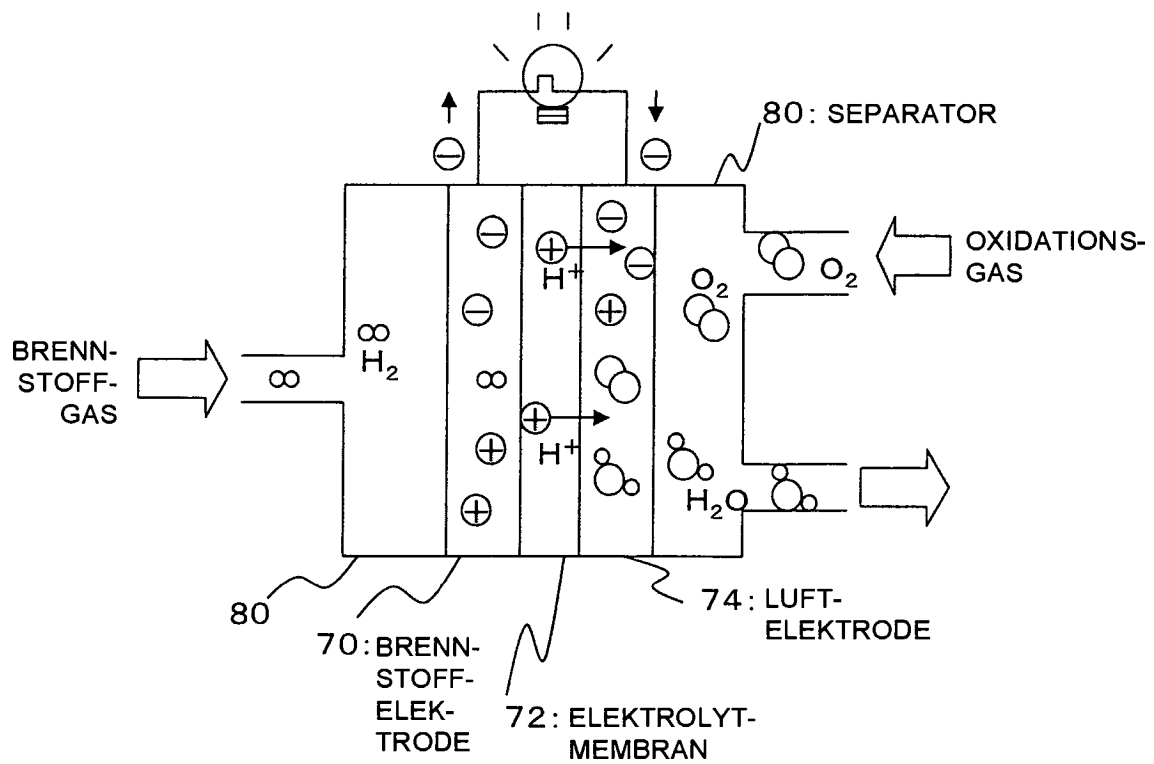 80: SEPARATOR
OXIDATIONS-
GAS
O2
O2
H+
H2
BRENN-
STOFF-
GAS
H+
H2O
80
70: BRENN-
STOFF-
ELEK-
TRODE
72: ELEKTROLYT-
MEMBRAN
74: LUFT-
ELEKTRODE